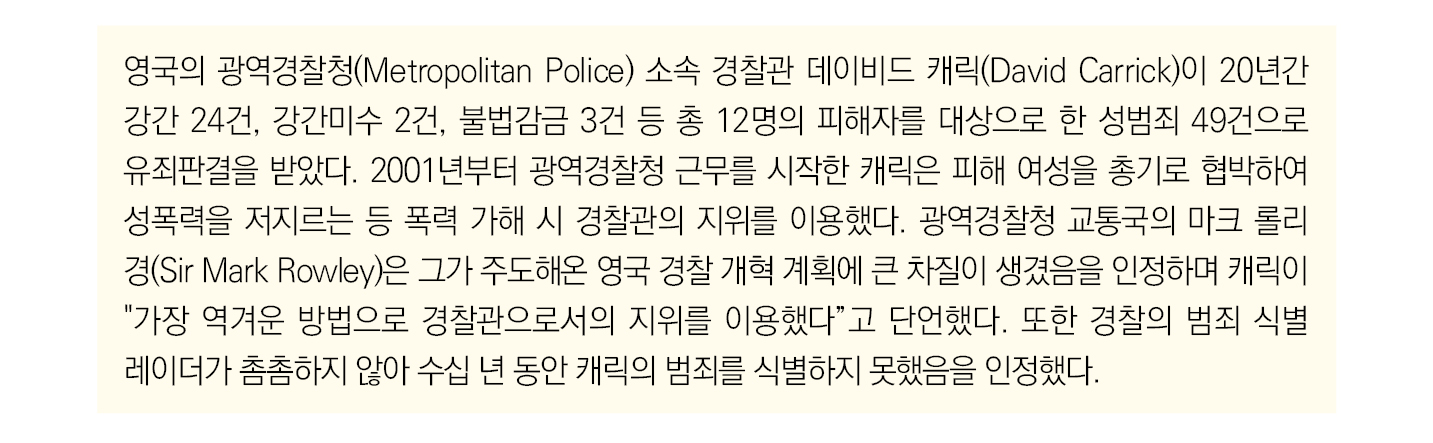 영국의 광역경찰청(Metropolitan Police) 소속 경찰관 데이비드 캐릭(David Carrick)이 20년간
강간 24건, 강간미수 2건, 불법감금 3건 등 총 12명의 피해자를 대상으로 한 성범죄 49건으로
유죄판결을 받았다. 2001년부터 광역경찰청 근무를 시작한 캐릭은 피해 여성을 총기로 협박하여
성폭력을 저지르는 등 폭력 가해 시 경찰관의 지위를 이용했다. 광역경찰청 교통국의 마크 롤리
경(Sir Mark Rowley)은 그가 주도해온 영국 경찰 개혁 계획에 큰 차질이 생겼음을 인정하며 캐릭이
"가장 역겨운 방법으로 경찰관으로서의 지위를 이용했다”고 단언했다. 또한 경찰의 범죄 식별
레이더가 촘촘하지 않아 수십 년 동안 캐릭의 범죄를 식별하지 못했음을 인정했다.